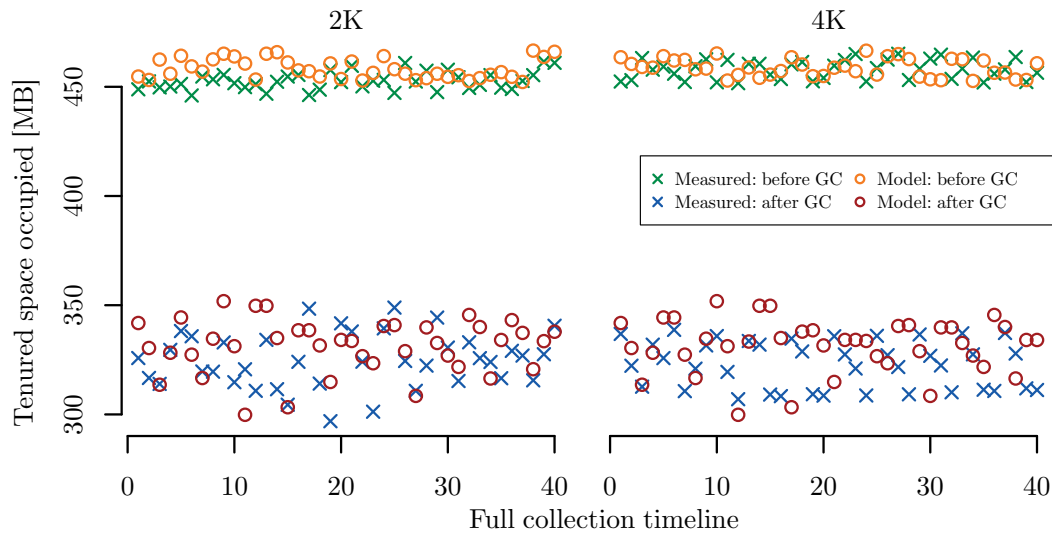 2K 4K
Tenured space occupied [MB]
450
400
350
300
Measured: before GC Model: before GC
Measured: after GC Model: after GC
0 10 20 30 40 0 10 20 30 40
Full collection timeline